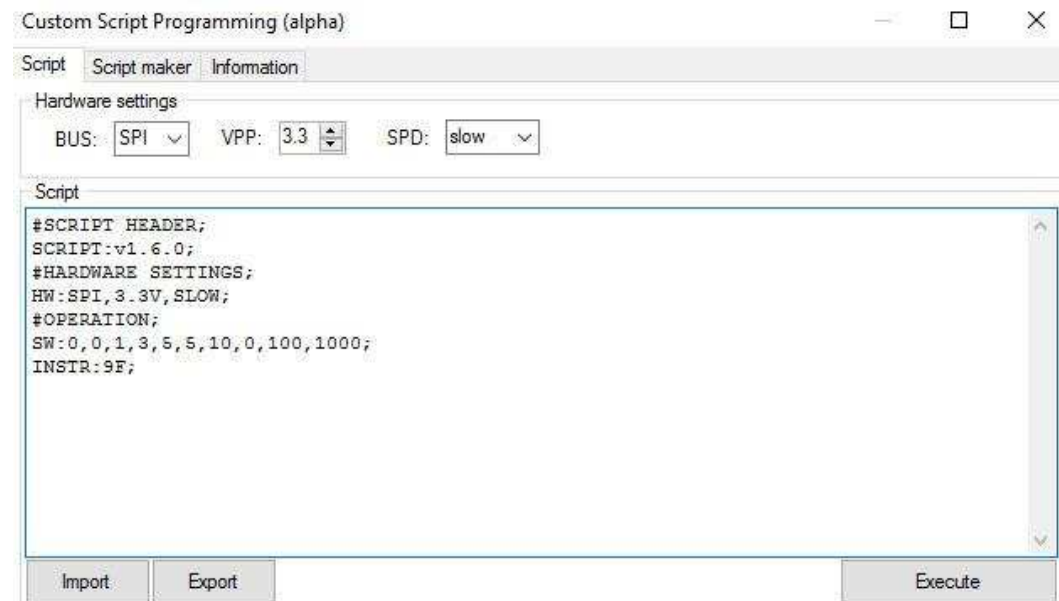 Custom Script Programming (alpha)
Script Script maker Information
Hardware settings
BUS: SPI VPP: 3.3 SPD: slow
Script
#SCRIPT HEADER;
SCRIPT:v1.6.0;
#HARDWARE SETTINGS;
HW:SPI,3.3V,SLOW;
#OPERATION;
SW:0,0,1,3,5,5,10,0,100,1000;
INSTR:9F;
Import Export Execute